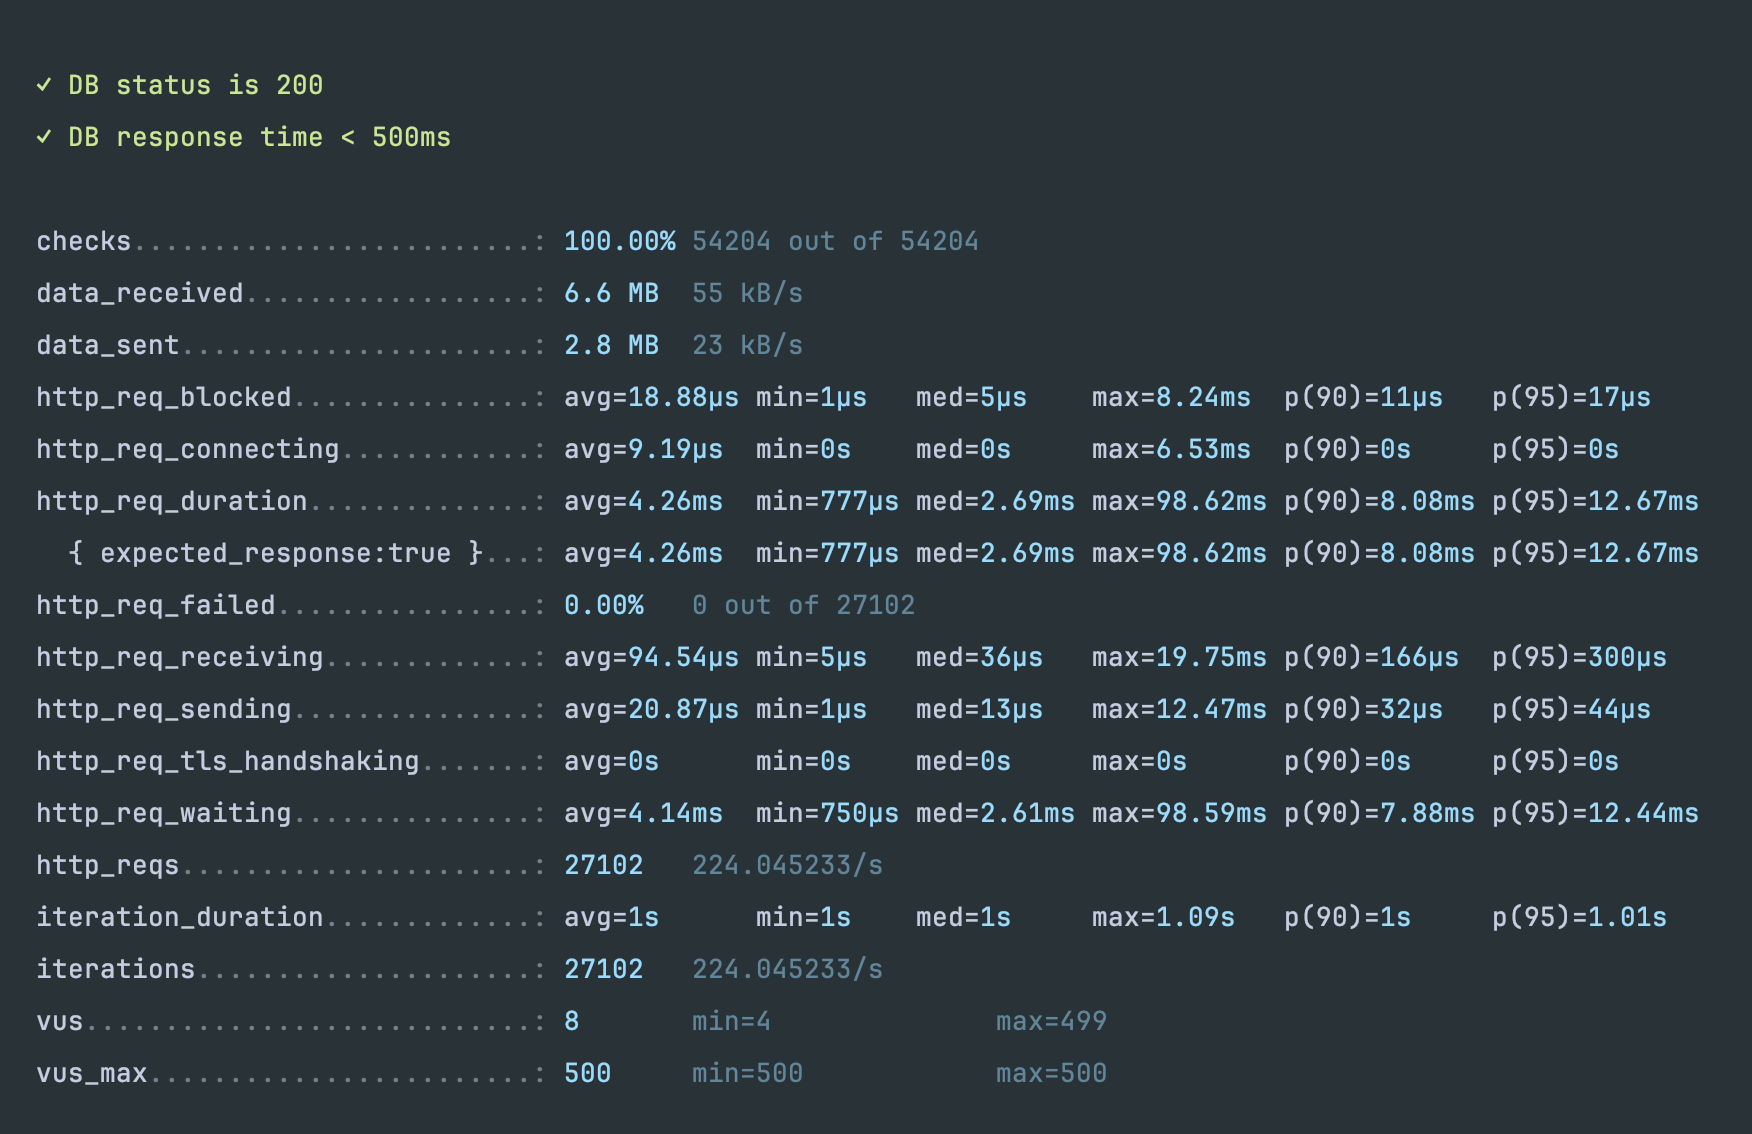 ✓ DB status is 200
✓ DB response time < 500ms
checks.........................: 100.00% 54204 out of 54204
data_received..................: 6.6 MB  55 kB/s
data_sent......................: 2.8 MB  23 kB/s
http_req_blocked...............: avg=18.88µs min=1µs   med=5µs    max=8.24ms  p(90)=11µs   p(95)=17µs
http_req_connecting............: avg=9.19µs  min=0s    med=0s     max=6.53ms  p(90)=0s     p(95)=0s
http_req_duration..............: avg=4.26ms  min=777µs med=2.69ms max=98.62ms p(90)=8.08ms p(95)=12.67ms
  { expected_response:true }...: avg=4.26ms  min=777µs med=2.69ms max=98.62ms p(90)=8.08ms p(95)=12.67ms
http_req_failed................: 0.00%   0 out of 27102
http_req_receiving.............: avg=94.54µs min=5µs   med=36µs   max=19.75ms p(90)=166µs  p(95)=300µs
http_req_sending...............: avg=20.87µs min=1µs   med=13µs   max=12.47ms p(90)=32µs   p(95)=44µs
http_req_tls_handshaking.......: avg=0s      min=0s    med=0s     max=0s      p(90)=0s     p(95)=0s
http_req_waiting...............: avg=4.14ms  min=750µs med=2.61ms max=98.59ms p(90)=7.88ms p(95)=12.44ms
http_reqs......................: 27102   224.045233/s
iteration_duration.............: avg=1s      min=1s    med=1s     max=1.09s   p(90)=1s     p(95)=1.01s
iterations.....................: 27102   224.045233/s
vus............................: 8       min=4              max=499
vus_max........................: 500     min=500            max=500